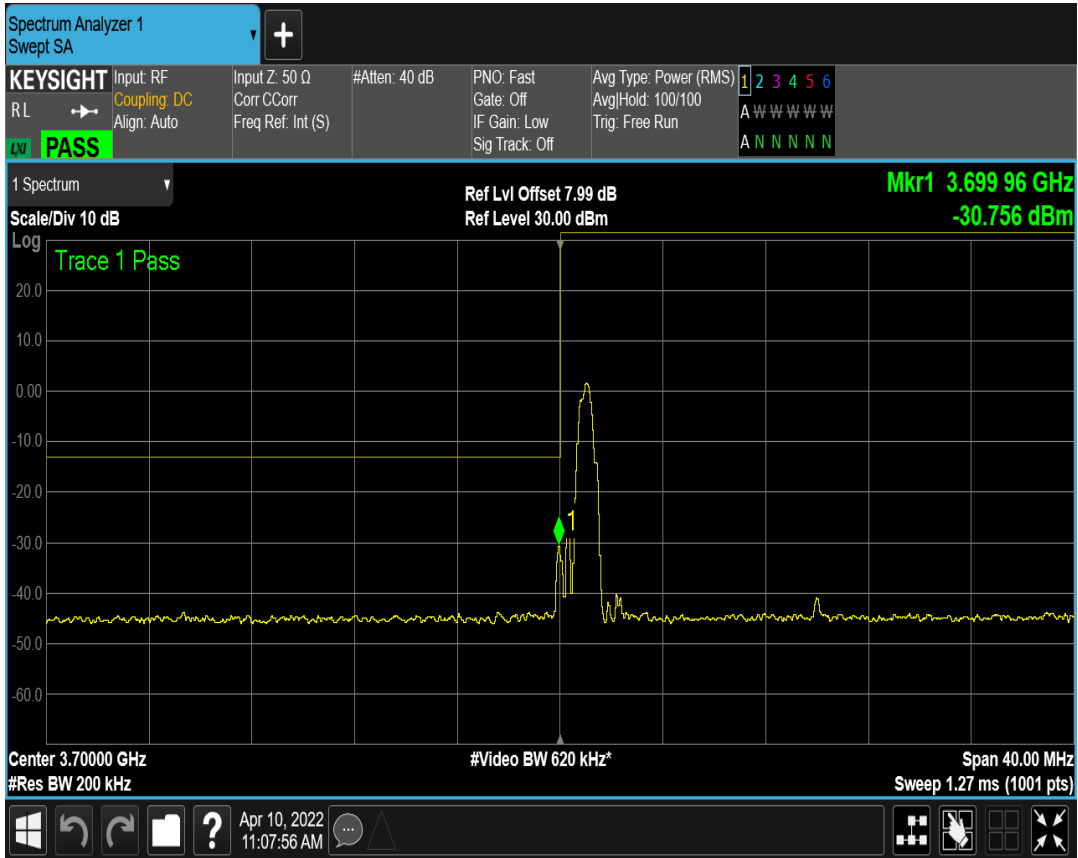 Spectrum Analyzer 1
Swept SA
+
KEYSIGHT
R L
LXI
PASS
Input: RF
Coupling: DC
Align: Auto
Input Z: 50 Ω
Corr CCorr
Freq Ref: Int (S)
#Atten: 40 dB
PNO: Fast
Gate: Off
IF Gain: Low
Sig Track: Off
Avg Type: Power (RMS)
Avg|Hold: 100/100
Trig: Free Run
1 2 3 4 5 6
A W W W W W
A N N N N N
1 Spectrum
Scale/Div 10 dB
Ref Lvl Offset 7.99 dB
Ref Level 30.00 dBm
Mkr1 3.699 96 GHz
-30.756 dBm
Log
Trace 1 Pass
20.0
10.0
0.00
-10.0
-20.0
1
-30.0
-40.0
-50.0
-60.0
Center 3.70000 GHz
#Res BW 200 kHz
#Video BW 620 kHz*
Span 40.00 MHz
Sweep 1.27 ms (1001 pts)
?
Apr 10, 2022
11:07:56 AM